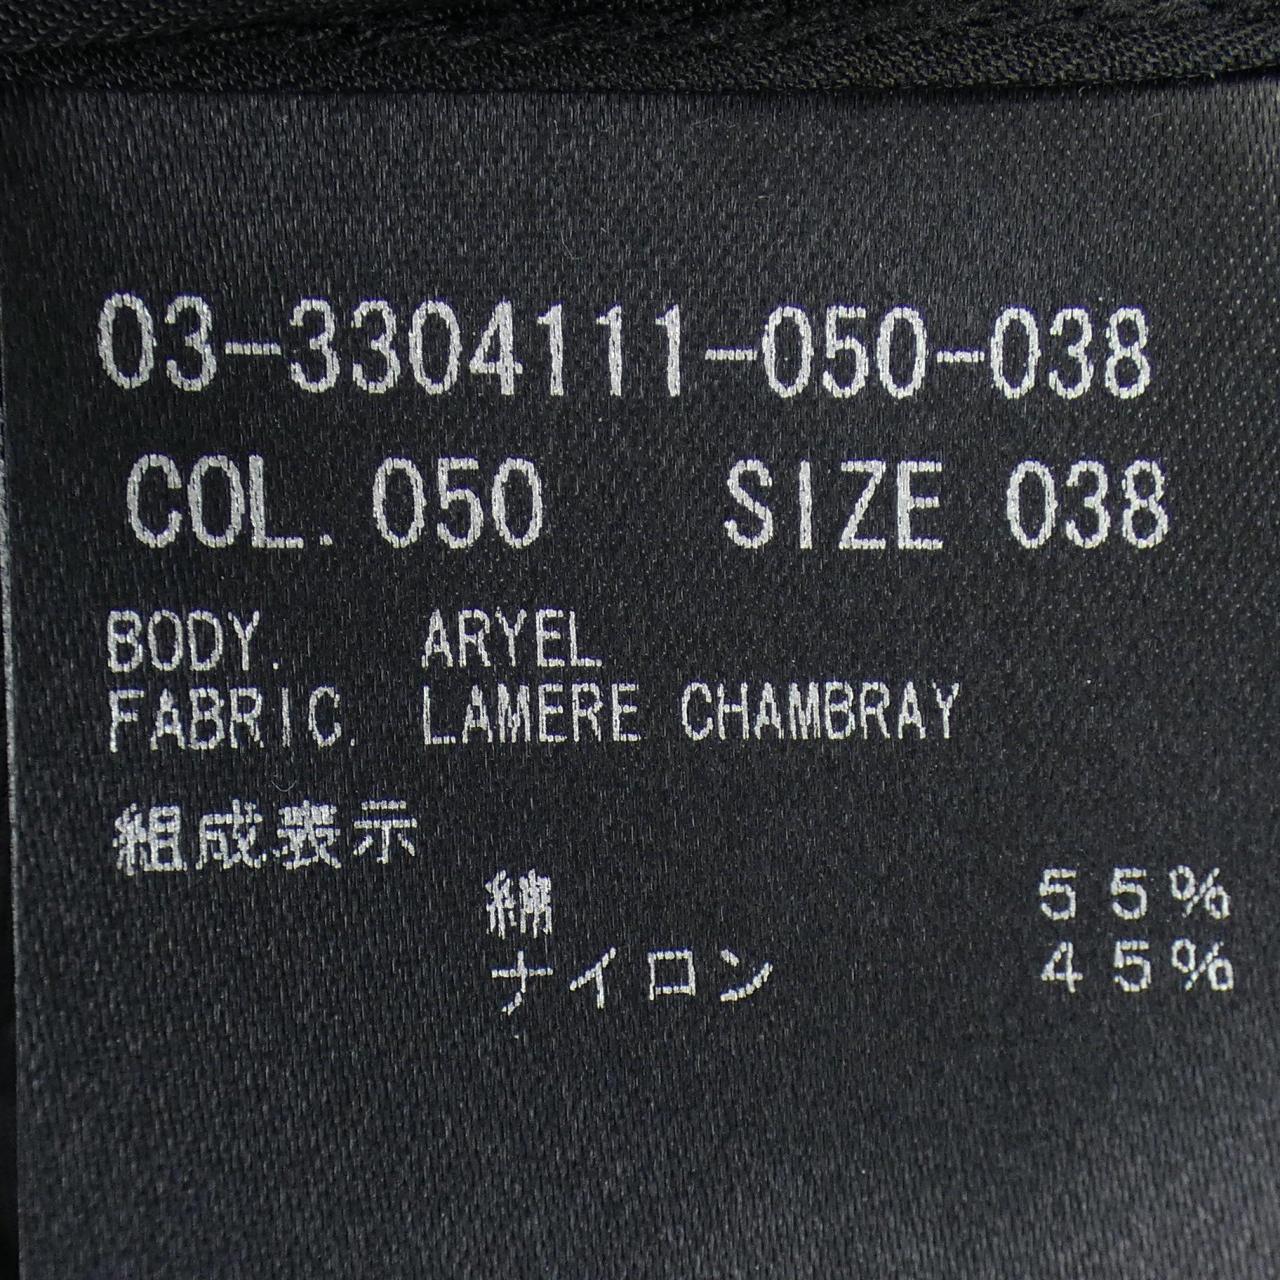 03-3304111-050-038
COL. 050 SIZE 038
BODY. ARYEL
FABRIC. LAMERE CHAMBRAY
組成表示
綿 55%
ナイロン 45%